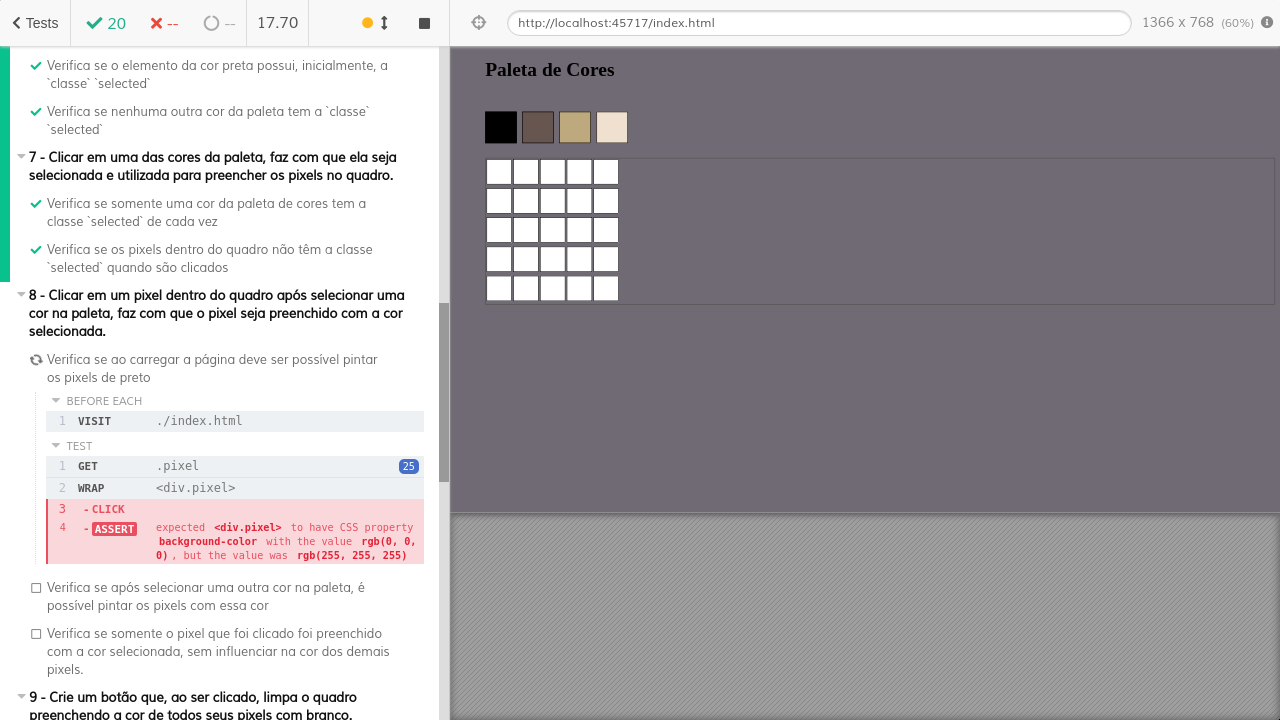 Tests 20 -- -- 17.70
http://localhost:45717/index.html 1366 x 768 (60%)
Verifica se o elemento da cor preta possui, inicialmente, a
`classe` `selected`
Verifica se nenhuma outra cor da paleta tem a `classe`
`selected`
7 - Clicar em uma das cores da paleta, faz com que ela seja
selecionada e utilizada para preencher os pixels no quadro.
Verifica se somente uma cor da paleta de cores tem a
classe `selected` de cada vez
Verifica se os pixels dentro do quadro não têm a classe
`selected` quando são clicados
8 - Clicar em um pixel dentro do quadro após selecionar uma
cor na paleta, faz com que o pixel seja preenchido com a cor
selecionada.
Verifica se ao carregar a página deve ser possível pintar
os pixels de preto
BEFORE EACH
1 VISIT ./index.html
TEST
1 GET .pixel 25
2 WRAP <div.pixel>
3 - CLICK
4 - ASSERT expected <div.pixel> to have CSS property
background-color with the value rgb(0, 0,
0), but the value was rgb(255, 255, 255)
Verifica se após selecionar uma outra cor na paleta, é
possível pintar os pixels com essa cor
Verifica se somente o pixel que foi clicado foi preenchido
com a cor selecionada, sem influenciar na cor dos demais
pixels.
9 - Crie um botão que, ao ser clicado, limpa o quadro
preenchendo a cor de todos seus pixels com branco.
Paleta de Cores